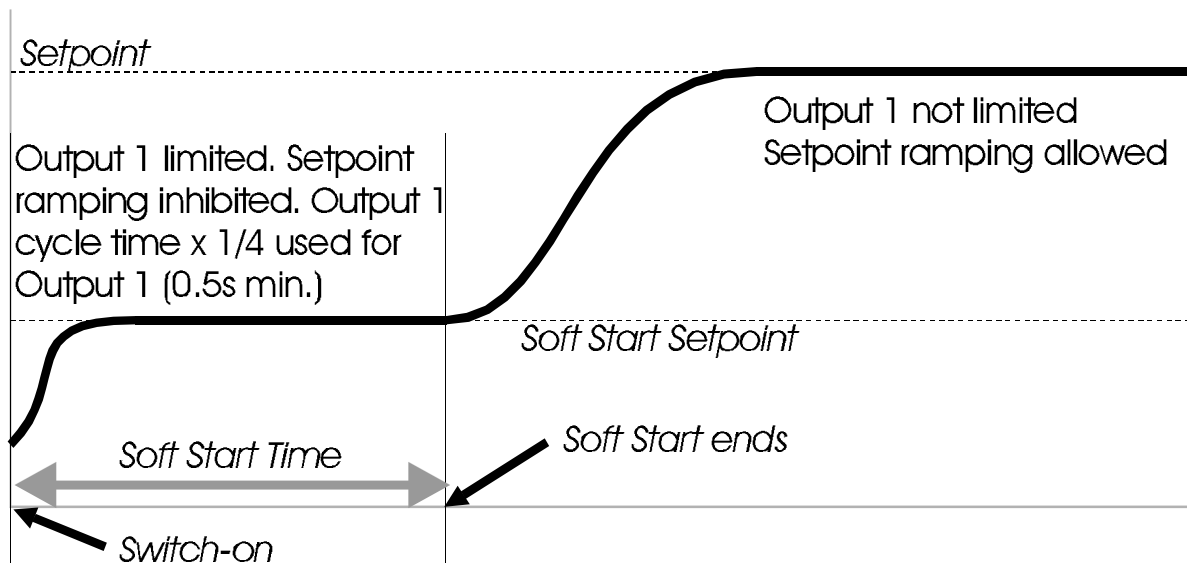 Setpoint
Output 1 limited. Setpoint
ramping inhibited. Output 1
cycle time x 1/4 used for
Output 1 (0.5s min.)
Output 1 not limited
Setpoint ramping allowed
Soft Start Setpoint
Soft Start Time
Soft Start ends
Switch-on